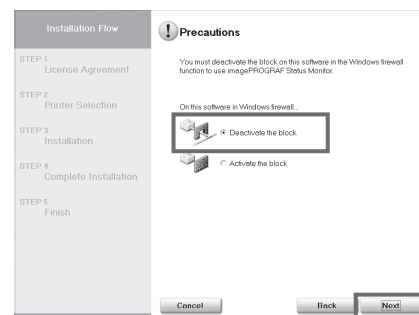 Installation Flow
STEP 1
License Agreement
STEP 2
Printer Selection
STEP 3
Installation
STEP 4
Complete Installation
STEP 5
Finish
Precautions
You must deactivate the block on this software in the Windows firewall
function to use imagePROGRAF Status Monitor.
On this software in Windows firewall...
Deactivate the block
Activate the block
Cancel
Back
Next